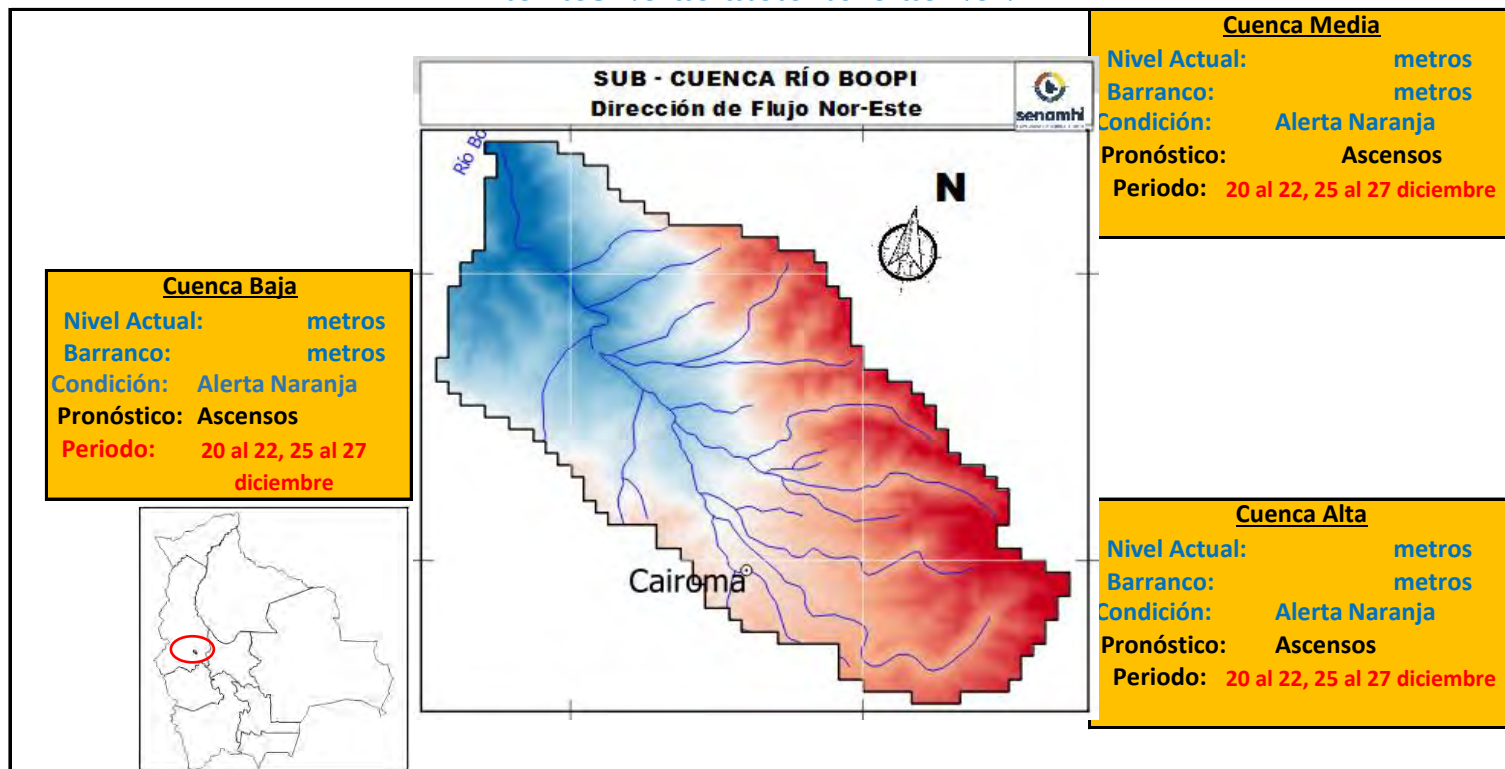 Cuenca Media
Nivel Actual: metros
Barranco: metros
Condición: Alerta Naranja
Pronóstico: Ascensos
Periodo: 20 al 22, 25 al 27 diciembre
SUB - CUENCA RÍO BOOPI
Dirección de Flujo Nor-Este
senamhi
Río Bo
N
Cuenca Baja
Nivel Actual: metros
Barranco: metros
Condición: Alerta Naranja
Pronóstico: Ascensos
Periodo: 20 al 22, 25 al 27
diciembre
Cairoma
Cuenca Alta
Nivel Actual: metros
Barranco: metros
Condición: Alerta Naranja
Pronóstico: Ascensos
Periodo: 20 al 22, 25 al 27 diciembre